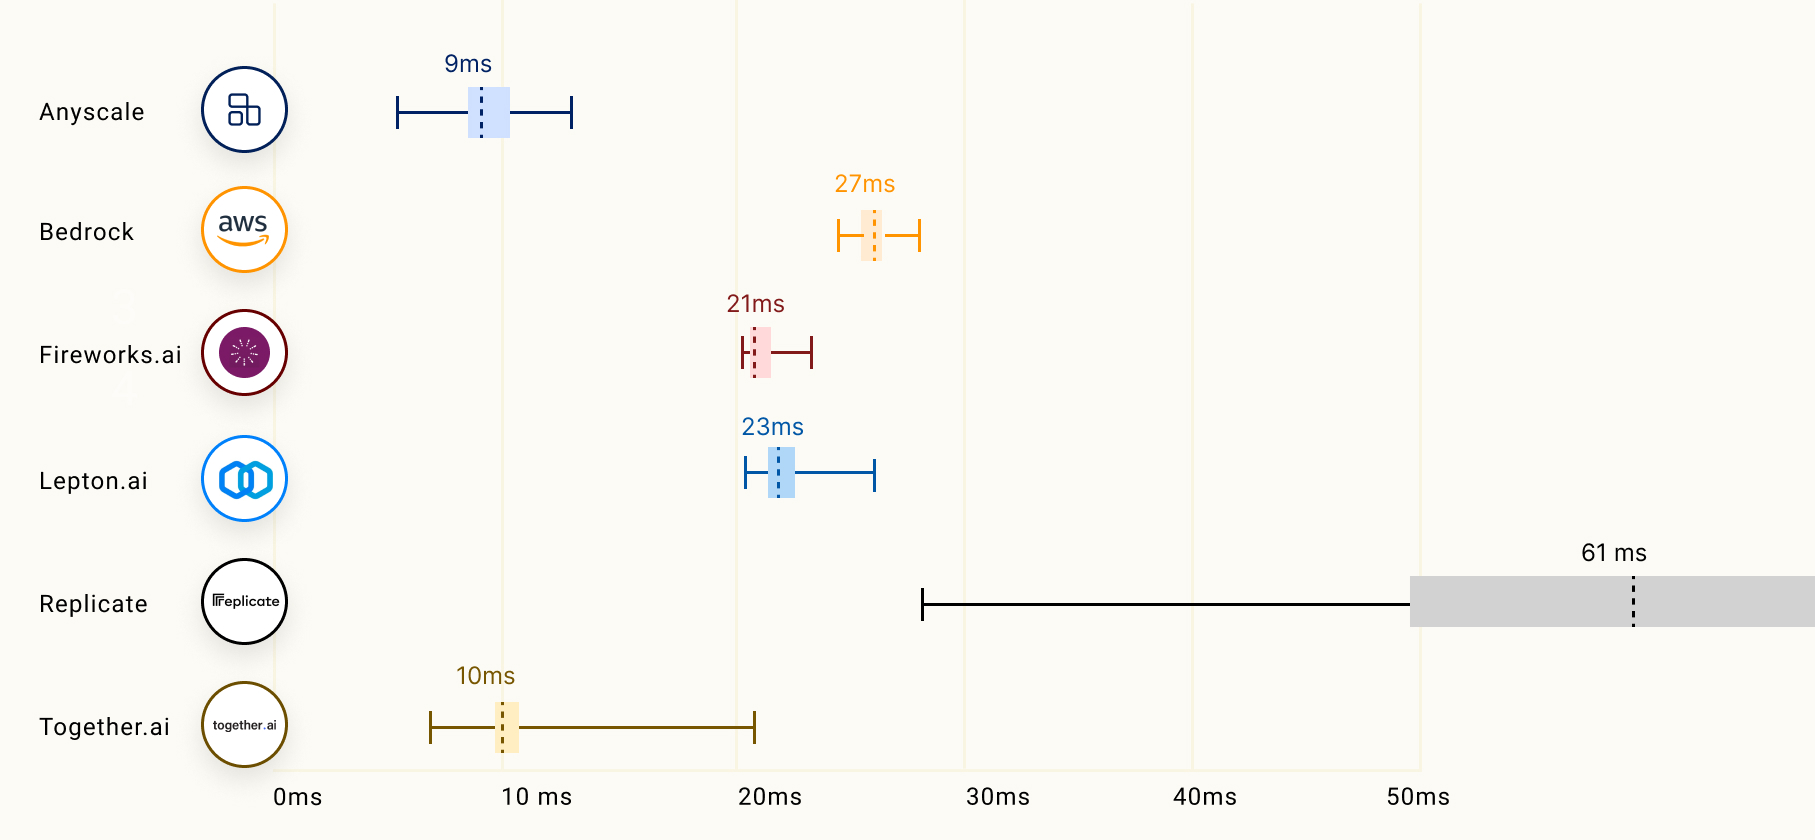 9ms
Anyscale
27ms
Bedrock
aws
21ms
Fireworks.ai
23ms
Lepton.ai
61 ms
Replicate
replicate
10ms
Together.ai
together.ai
0ms 10 ms 20ms 30ms 40ms 50ms